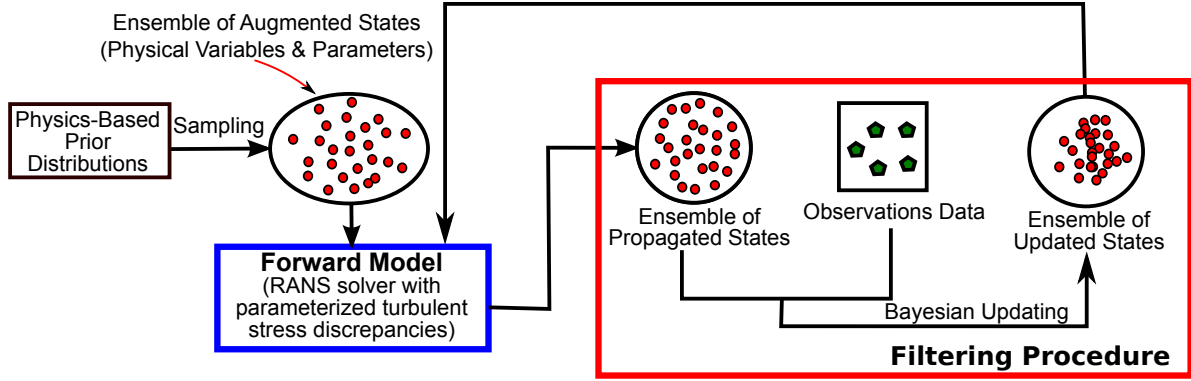 Ensemble of Augmented States
(Physical Variables & Parameters)
Physics-Based
Prior
Distributions
Sampling
Forward Model
(RANS solver with
parameterized turbulent
stress discrepancies)
Ensemble of
Propagated States
Observations Data
Ensemble of
Updated States
Bayesian Updating
Filtering Procedure